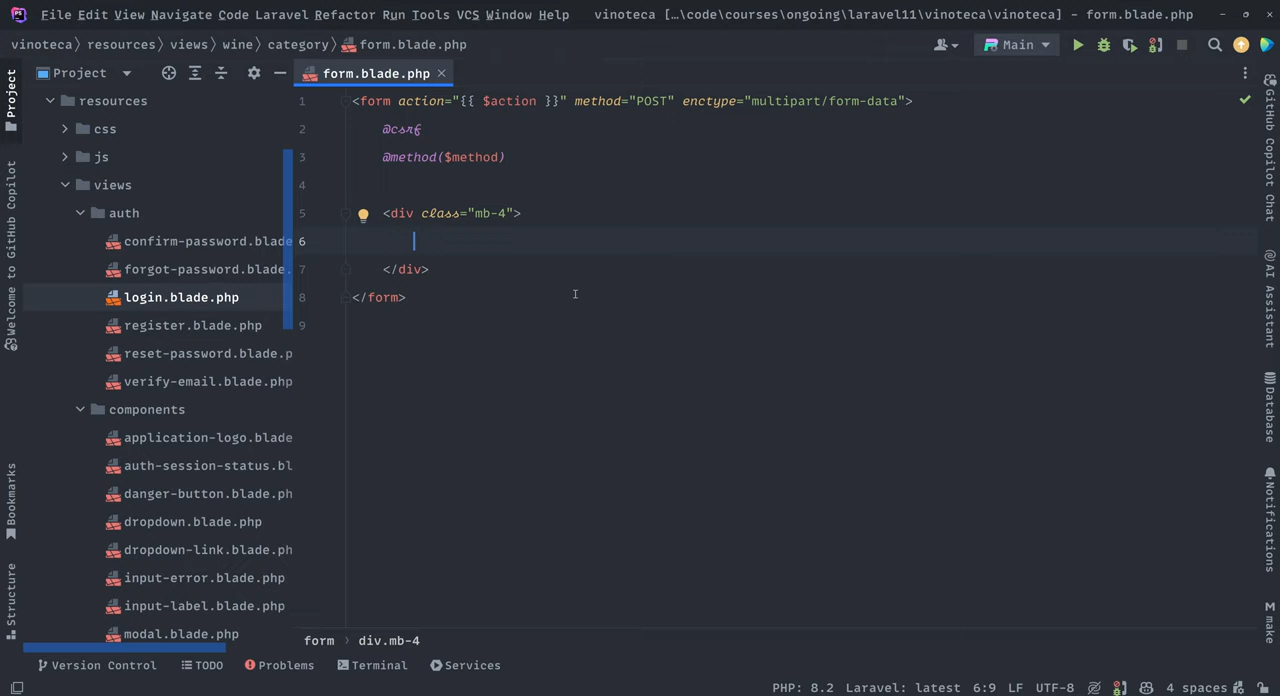 PS File Edit View Navigate Code Laravel Refactor Run Tools VCS Window Help vinoteca […\code\courses\ongoing\laravel11\vinoteca\vinoteca] – form.blade.php
vinoteca resources views wine category form.blade.php Main
Project form.blade.php
resources
css
js
views
auth
confirm-password.blade
forgot-password.blade.
login.blade.php
register.blade.php
reset-password.blade.p
verify-email.blade.php
components
application-logo.blade
auth-session-status.bl
danger-button.blade.ph
dropdown.blade.php
dropdown-link.blade.ph
input-error.blade.php
input-label.blade.php
modal.blade.php
1 <form action="{{ $action }}" method="POST" enctype="multipart/form-data">
2 @csrf
3 @method($method)
4
5 <div class="mb-4">
6
7 </div>
8 </form>
9
Project
Welcome to GitHub Copilot
Bookmarks
Structure
GitHub Copilot Chat
AI Assistant
Database
Notifications
M make
form div.mb-4
Version Control TODO Problems Terminal Services
PHP: 8.2 Laravel: latest 6:9 LF UTF-8 4 spaces